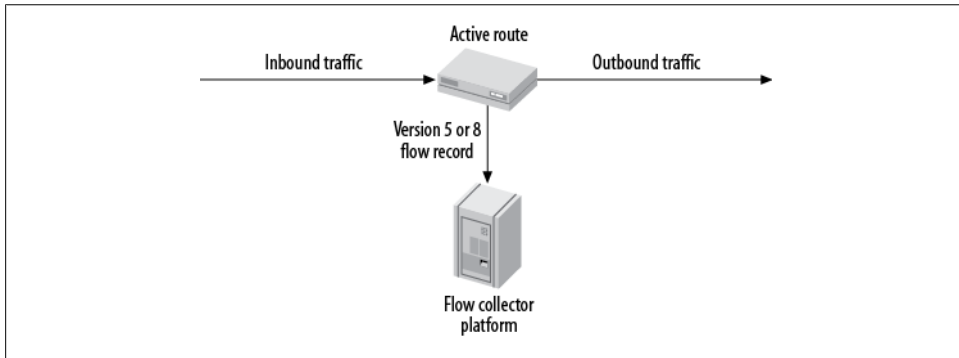 Active route
Inbound traffic
Outbound traffic
Version 5 or 8
flow record
Flow collector
platform